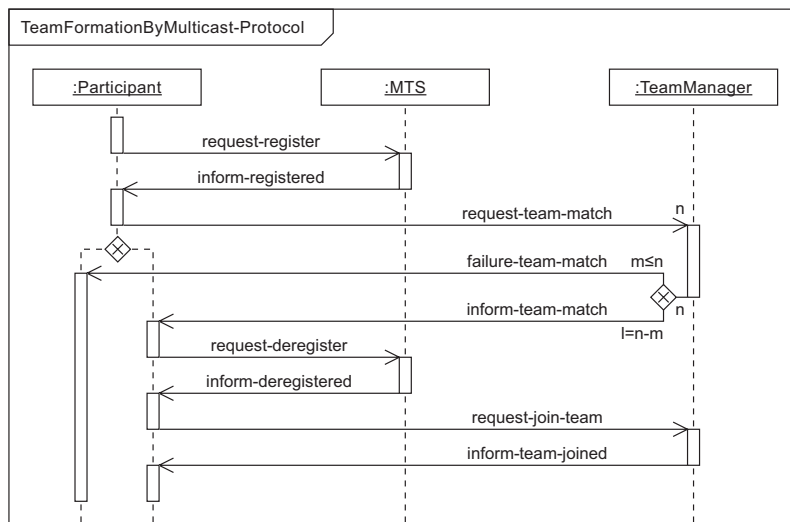 TeamFormationByMulticast-Protocol
:Participant
:MTS
:TeamManager
request-register
inform-registered
request-team-match
n
failure-team-match
m≤n
n
inform-team-match
l=n-m
request-deregister
inform-deregistered
request-join-team
inform-team-joined